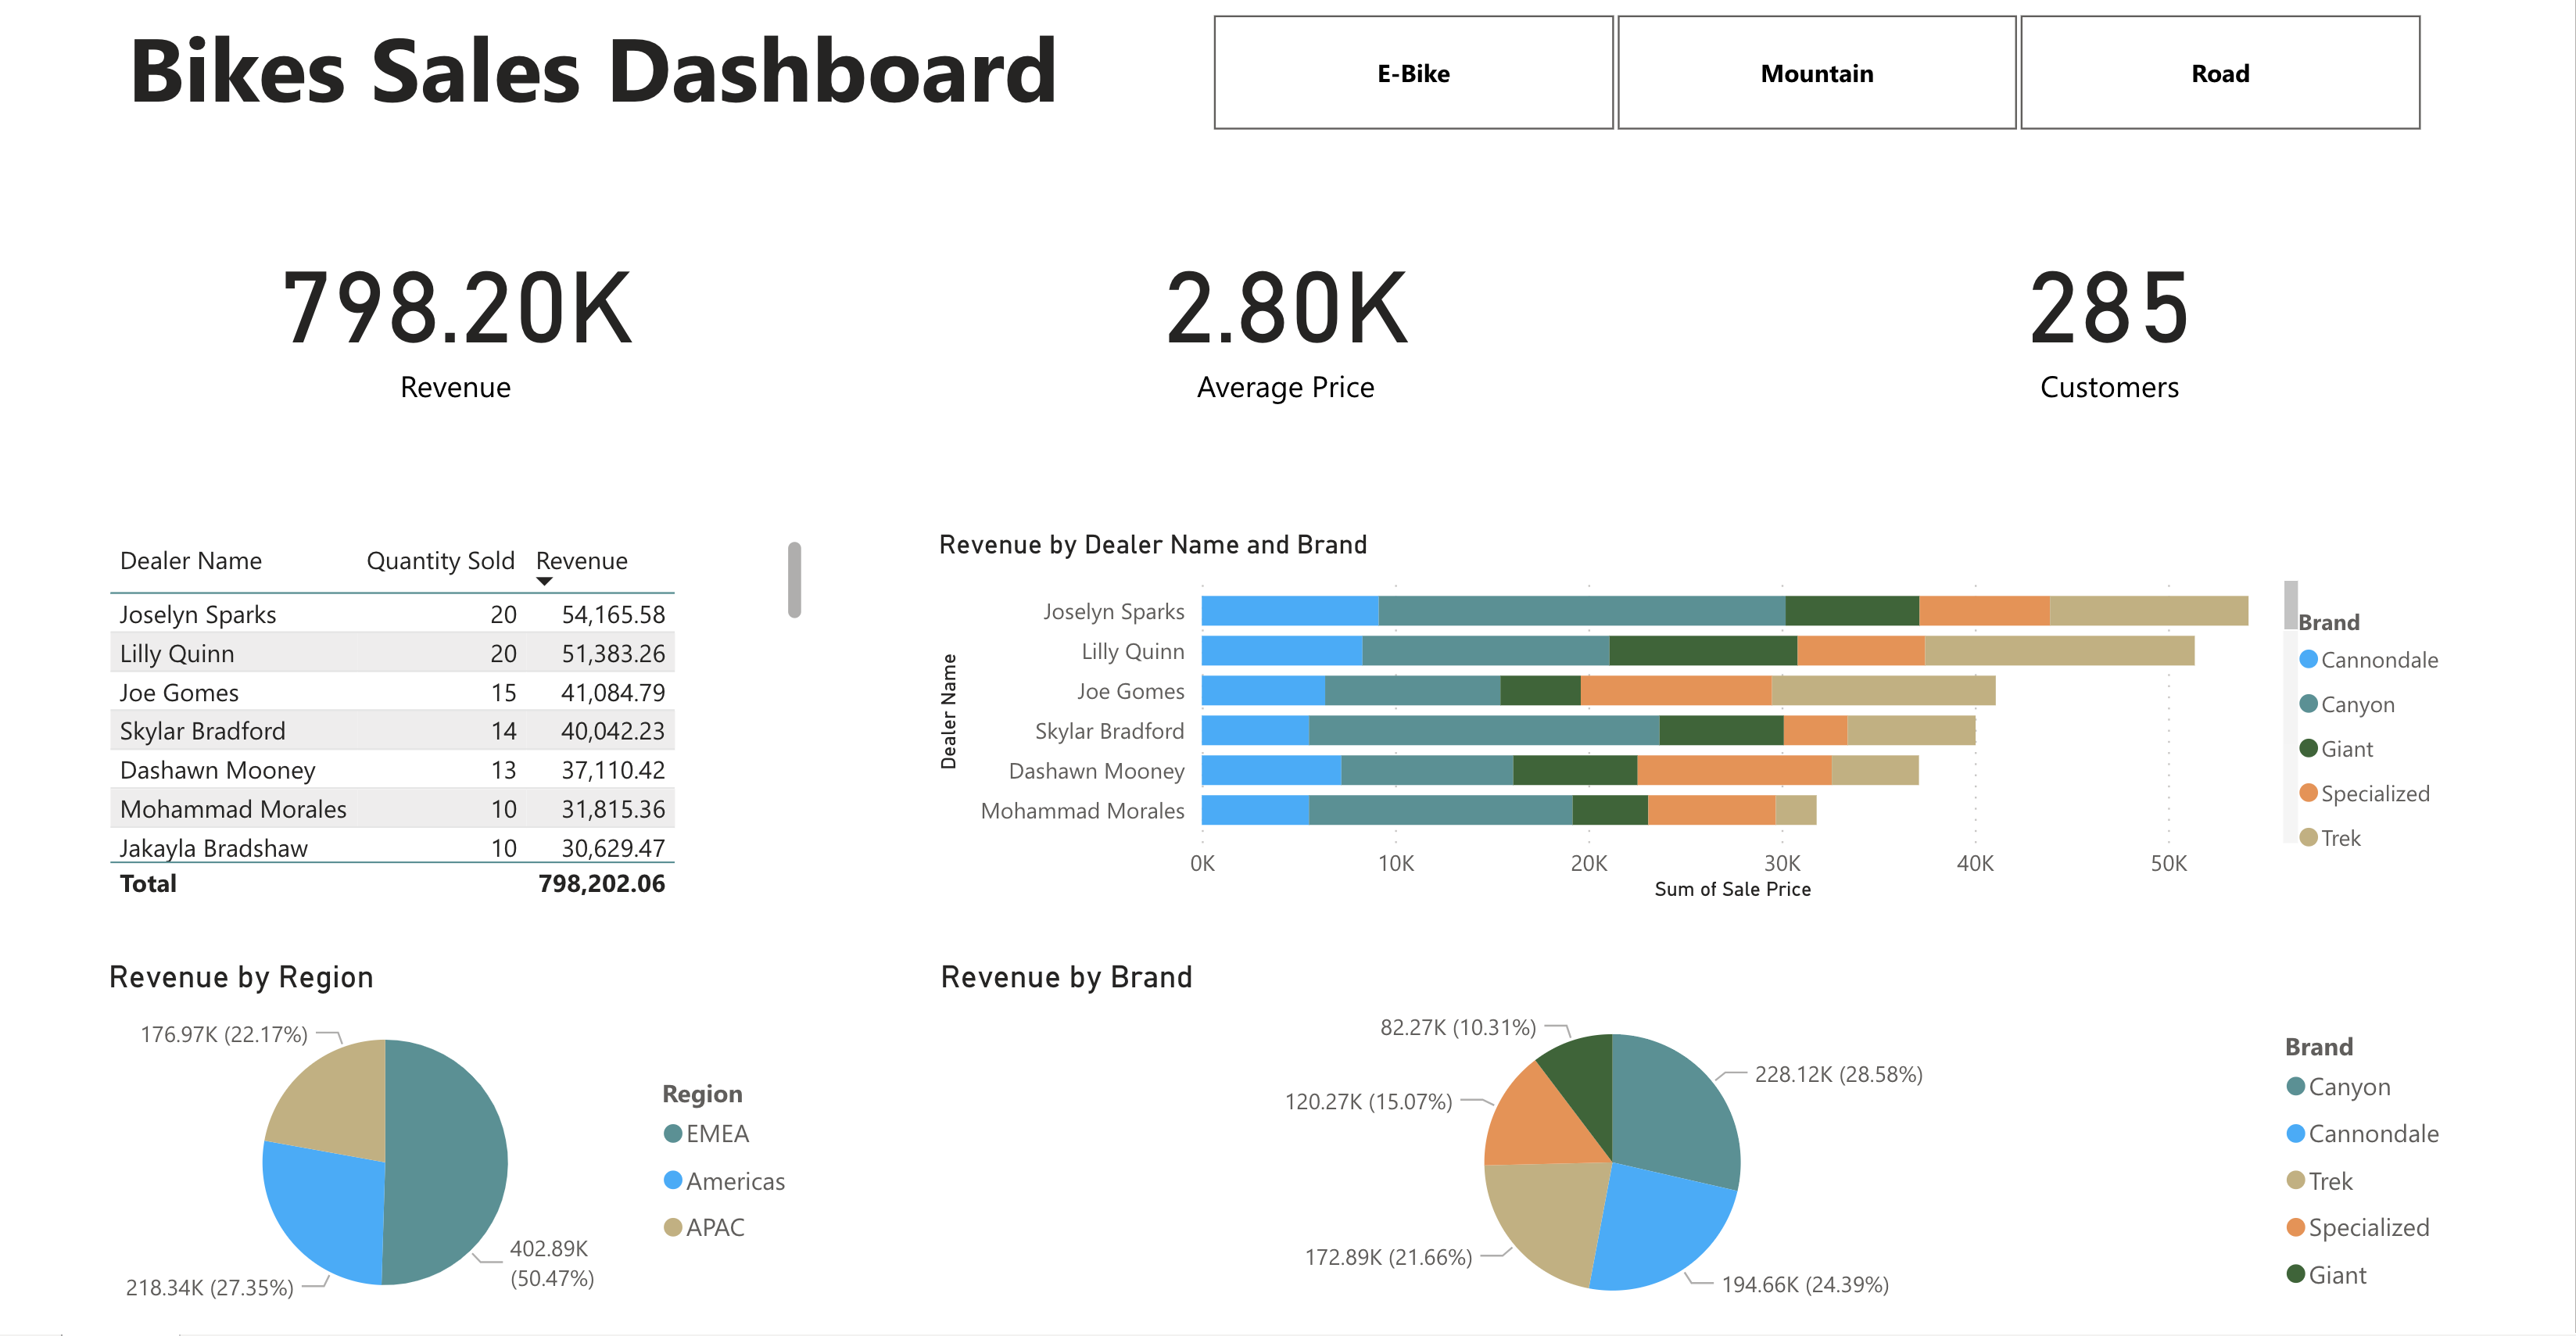 Bikes Sales Dashboard
E-Bike
Mountain
Road
798.20K
Revenue
2.80K
Average Price
285
Customers
Dealer Name Quantity Sold Revenue
Joselyn Sparks 20 54,165.58
Lilly Quinn 20 51,383.26
Joe Gomes 15 41,084.79
Skylar Bradford 14 40,042.23
Dashawn Mooney 13 37,110.42
Mohammad Morales 10 31,815.36
Jakayla Bradshaw 10 30,629.47
Total 798,202.06
Revenue by Dealer Name and Brand
Dealer Name
Joselyn Sparks
Lilly Quinn
Joe Gomes
Skylar Bradford
Dashawn Mooney
Mohammad Morales
0K 10K 20K 30K 40K 50K
Sum of Sale Price
Brand
Cannondale
Canyon
Giant
Specialized
Trek
Revenue by Region
176.97K (22.17%)
402.89K
(50.47%)
218.34K (27.35%)
Region
EMEA
Americas
APAC
Revenue by Brand
82.27K (10.31%)
228.12K (28.58%)
120.27K (15.07%)
172.89K (21.66%)
194.66K (24.39%)
Brand
Canyon
Cannondale
Trek
Specialized
Giant